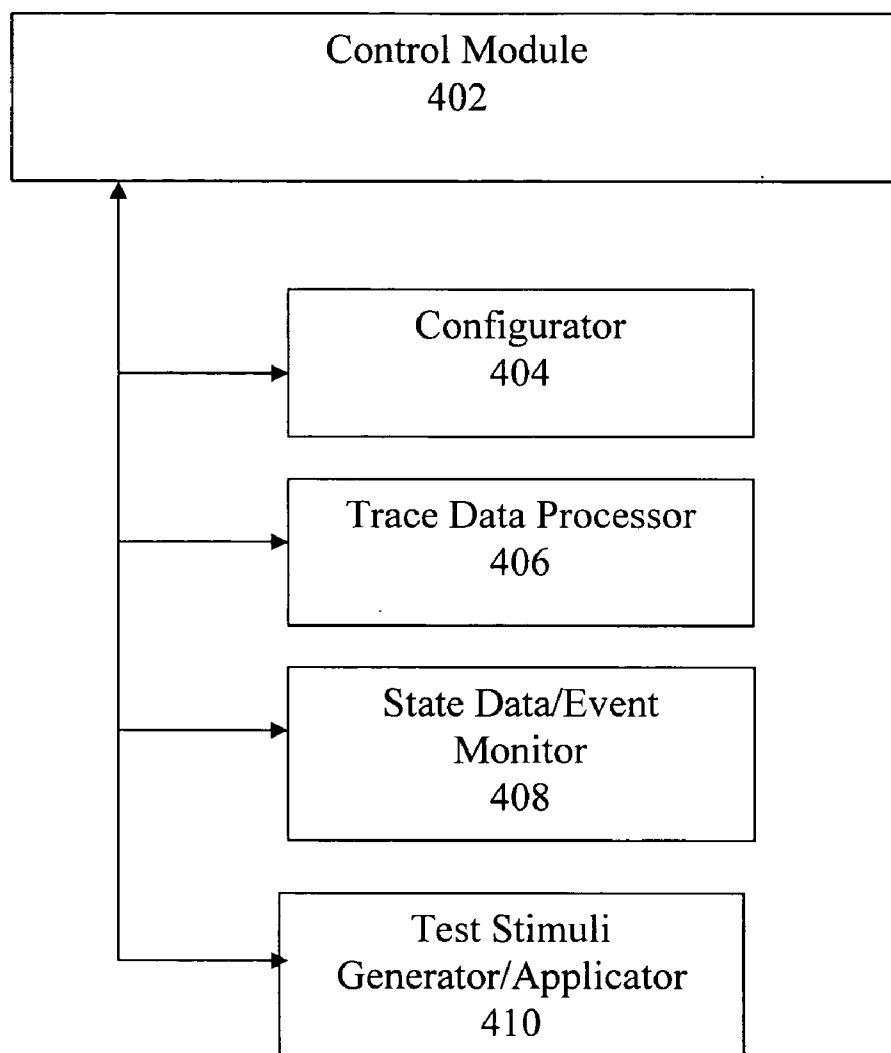 Control Module
402
Configurator
404
Trace Data Processor
406
State Data/Event
Monitor
408
Test Stimuli
Generator/Applicator
410